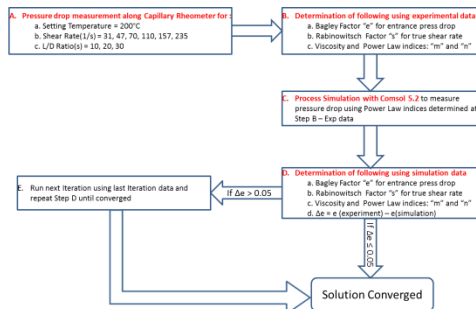 A. Pressure drop measurement along Capillary Rheometer for :
a. Setting Temperature = 200°C
b. Shear Rate(1/s) = 31, 47, 70, 110, 157, 235
c. L/D Ratio(s) = 10, 20, 30
B. Determination of following using experimental data
a. Bagley Factor "e" for entrance press drop
b. Rabinowitsch Factor "s" for true shear rate
c. Viscosity and Power Law indices: "m" and "n"
C. Process Simulation with Comsol 5.2 to measure
pressure drop using Power Law indices determined at
Step B – Exp data
D. Determination of following using simulation data
a. Bagley Factor "e" for entrance press drop
b. Rabinowitsch Factor "s" for true shear rate
c. Viscosity and Power Law indices: "m" and "n"
d. Δe = e (experiment) – e(simulation)
If Δe > 0.05
E. Run next Iteration using last Iteration data and
repeat Step D until converged
If Δe ≤ 0.05
Solution Converged